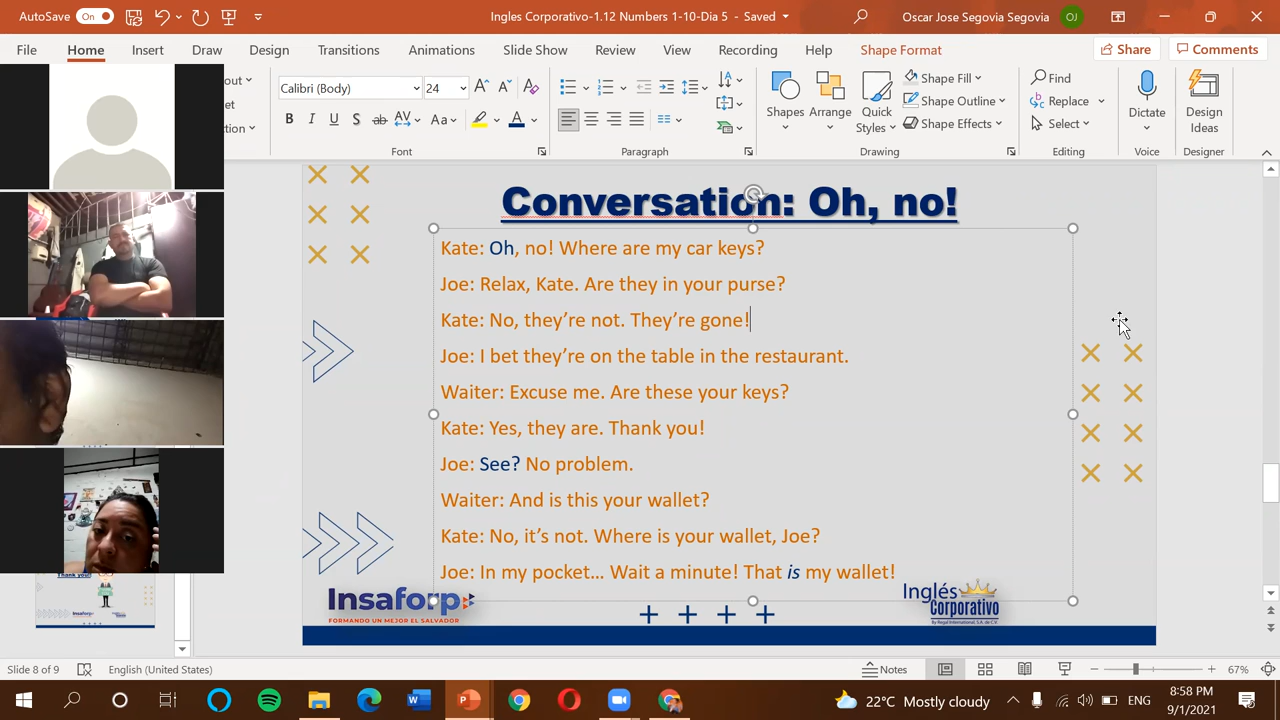 AutoSave On Ingles Corporativo-1.12 Numbers 1-10-Dia 5 - Saved Oscar Jose Segovia Segovia OJ
File Home Insert Draw Design Transitions Animations Slide Show Review View Recording Help Shape Format Share Comments
Calibri (Body) 24
Shapes Arrange Quick Styles
Shape Fill
Shape Outline
Shape Effects
Find
Replace
Select
Dictate
Design Ideas
Font Paragraph Drawing Editing Voice Designer
Conversation: Oh, no!
Kate: Oh, no! Where are my car keys?
Joe: Relax, Kate. Are they in your purse?
Kate: No, they’re not. They’re gone!
Joe: I bet they’re on the table in the restaurant.
Waiter: Excuse me. Are these your keys?
Kate: Yes, they are. Thank you!
Joe: See? No problem.
Waiter: And is this your wallet?
Kate: No, it’s not. Where is your wallet, Joe?
Joe: In my pocket… Wait a minute! That is my wallet!
Insaforp
FORMANDO UN MEJOR EL SALVADOR
Inglés
Corporativo
Thank you!
Slide 8 of 9 English (United States) Notes 67%
22°C Mostly cloudy ENG 8:58 PM
9/1/2021